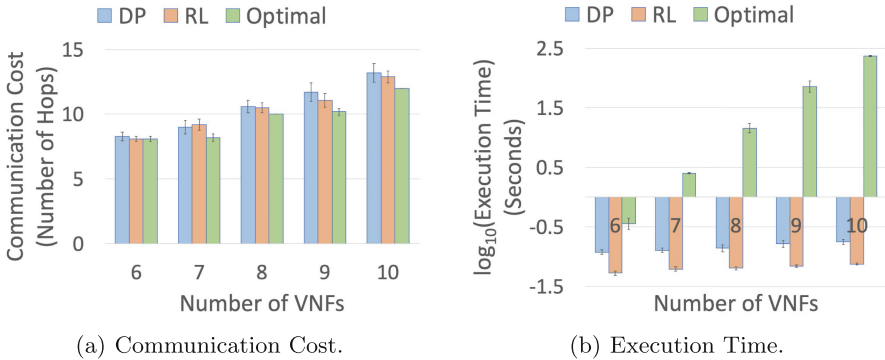 DP RL Optimal
15
10
5
0
Communication Cost
(Number of Hops)
6 7 8 9 10
Number of VNFs
(a) Communication Cost.
DP RL Optimal
2.5
1.5
0.5
-0.5
-1.5
log10(Execution Time)
(Seconds)
6 7 8 9 10
Number of VNFs
(b) Execution Time.